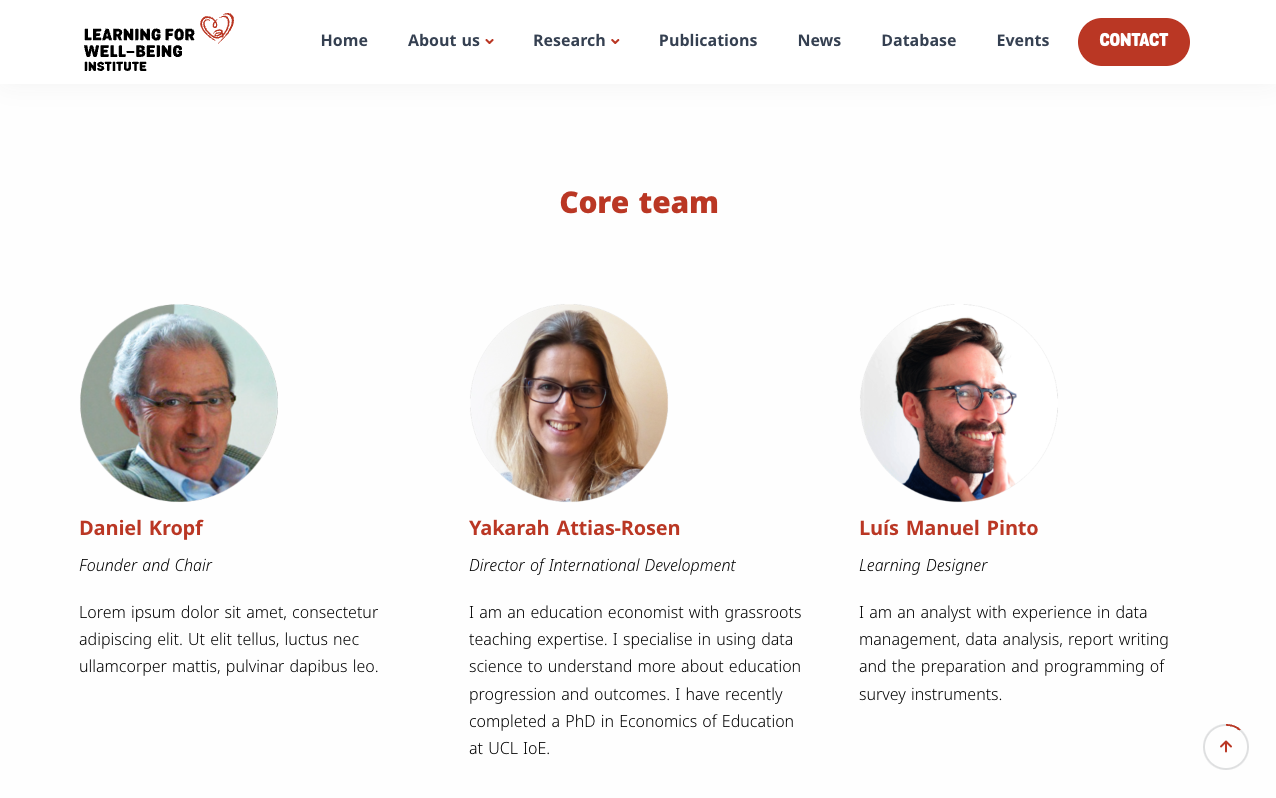 LEARNING FOR
WELL–BEING
INSTITUTE
Home About us Research Publications News Database Events CONTACT
Core team
Daniel Kropf
Founder and Chair
Lorem ipsum dolor sit amet, consectetur
adipiscing elit. Ut elit tellus, luctus nec
ullamcorper mattis, pulvinar dapibus leo.
Yakarah Attias-Rosen
Director of International Development
I am an education economist with grassroots
teaching expertise. I specialise in using data
science to understand more about education
progression and outcomes. I have recently
completed a PhD in Economics of Education
at UCL IoE.
Luís Manuel Pinto
Learning Designer
I am an analyst with experience in data
management, data analysis, report writing
and the preparation and programming of
survey instruments.